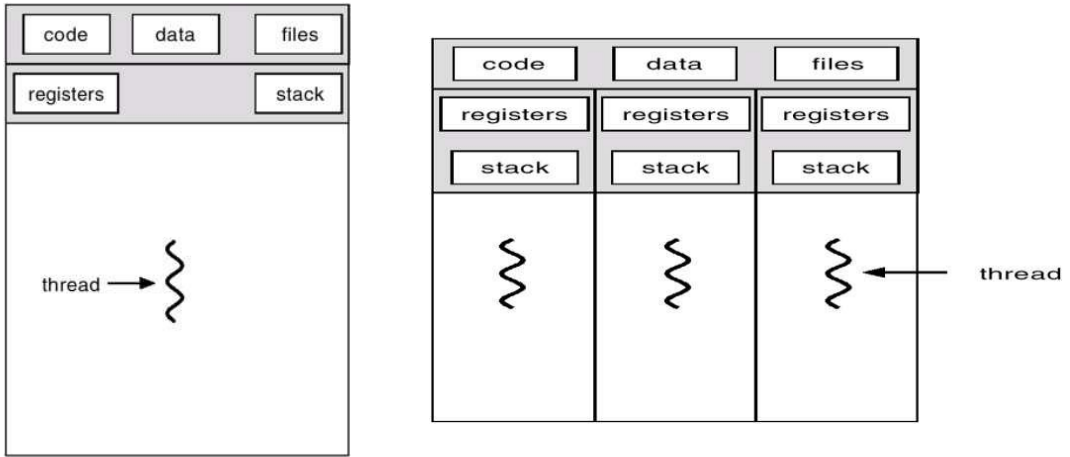 code data files
registers stack
thread
code data files
registers registers registers
stack stack stack
thread